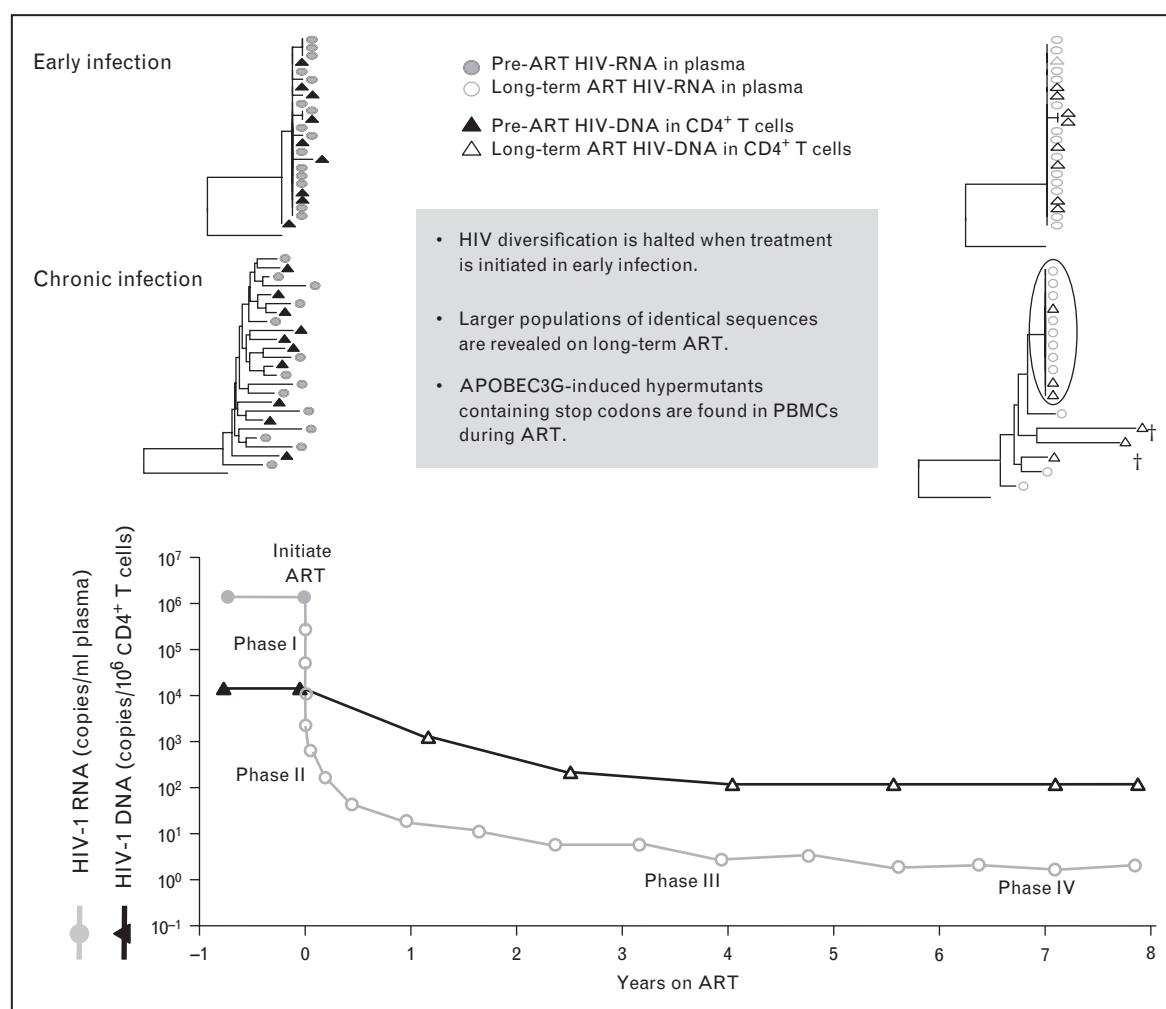 Early infection
Pre-ART HIV-RNA in plasma
Long-term ART HIV-RNA in plasma
Pre-ART HIV-DNA in CD4⁺ T cells
Long-term ART HIV-DNA in CD4⁺ T cells
• HIV diversification is halted when treatment
is initiated in early infection.
• Larger populations of identical sequences
are revealed on long-term ART.
• APOBEC3G-induced hypermutants
containing stop codons are found in PBMCs
during ART.
Chronic infection
†
†
HIV-1 RNA (copies/ml plasma)
HIV-1 DNA (copies/10⁶ CD4⁺ T cells)
10⁷
10⁶
10⁵
10⁴
10³
10²
10¹
10⁰
10⁻¹
Initiate
ART
Phase I
Phase II
Phase III
Phase IV
–1 0 1 2 3 4 5 6 7 8
Years on ART